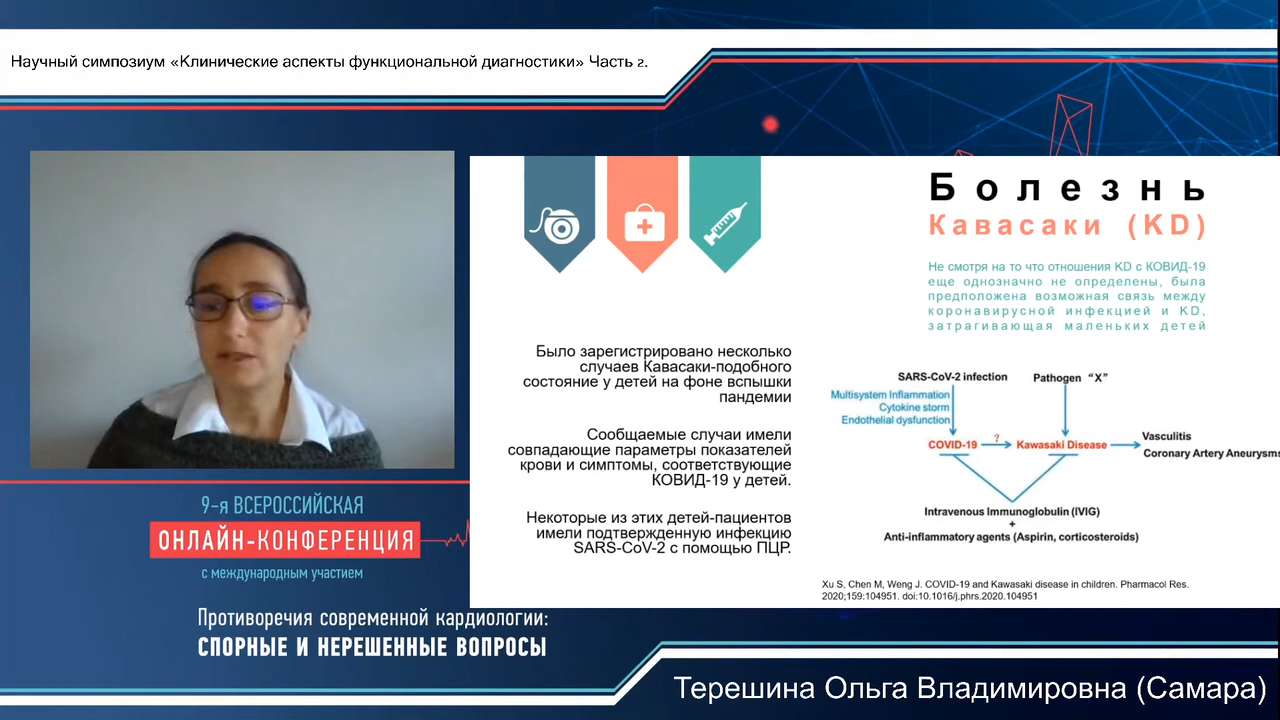 Научный симпозиум «Клинические аспекты функциональной диагностики» Часть 2.
Болезнь
Кавасаки (KD)
Не смотря на то что отношения KD с КОВИД-19
еще однозначно не определены, была
предположена возможная связь между
коронавирусной инфекцией и KD,
затрагивающая маленьких детей
Было зарегистрировано несколько
случаев Кавасаки-подобного
состояние у детей на фоне вспышки
пандемии
Сообщаемые случаи имели
совпадающие параметры показателей
крови и симптомы, соответствующие
КОВИД-19 у детей.
Некоторые из этих детей-пациентов
имели подтвержденную инфекцию
SARS-CoV-2 с помощью ПЦР.
SARS-CoV-2 infection
Pathogen “X”
Multisystem Inflammation
Cytokine storm
Endothelial dysfunction
COVID-19
?
Kawasaki Disease
Vasculitis
Coronary Artery Aneurysms
Intravenous Immunoglobulin (IVIG)
+
Anti-inflammatory agents (Aspirin, corticosteroids)
Xu S, Chen M, Weng J. COVID-19 and Kawasaki disease in children. Pharmacol Res.
2020;159:104951. doi:10.1016/j.phrs.2020.104951
9-я ВСЕРОССИЙСКАЯ
ОНЛАЙН-КОНФЕРЕНЦИЯ
с международным участием
Противоречия современной кардиологии:
СПОРНЫЕ И НЕРЕШЕННЫЕ ВОПРОСЫ
Терешина Ольга Владимировна (Самара)